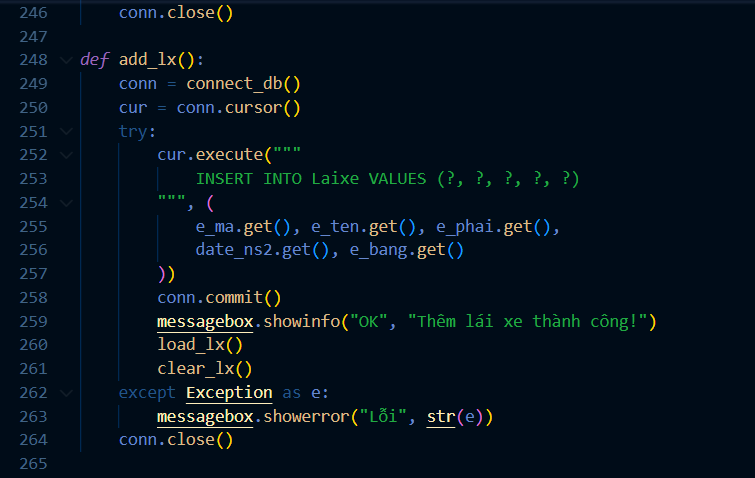 246 conn.close()
247
248 def add_lx():
249 conn = connect_db()
250 cur = conn.cursor()
251 try:
252 cur.execute("""
253 INSERT INTO Laixe VALUES (?, ?, ?, ?, ?)
254 """, (
255 e_ma.get(), e_ten.get(), e_phai.get(),
256 date_ns2.get(), e_bang.get()
257 ))
258 conn.commit()
259 messagebox.showinfo("OK", "Thêm lái xe thành công!")
260 load_lx()
261 clear_lx()
262 except Exception as e:
263 messagebox.showerror("Lỗi", str(e))
264 conn.close()
265